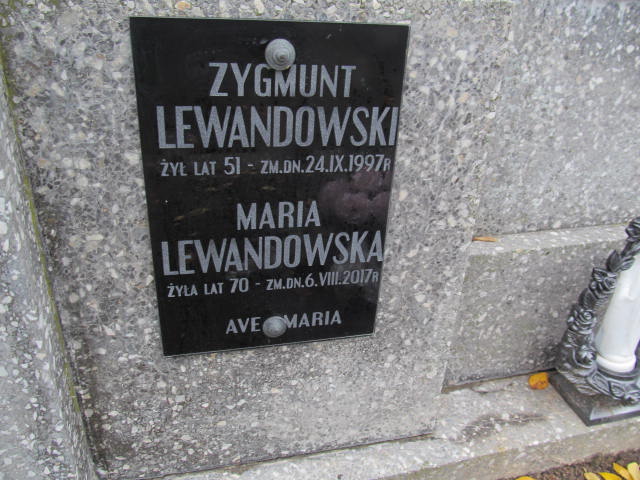 ZYGMUNT
LEWANDOWSKI
ŻYŁ LAT 51 - ZM.DN.24.IX.1997R
MARIA
LEWANDOWSKA
ŻYŁA LAT 70 - ZM.DN.6.VIII.2017R
AVE MARIA